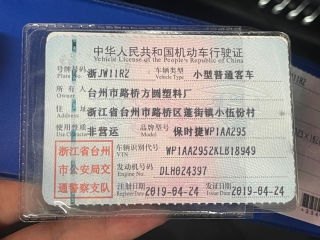 中华人民共和国机动车行驶证
Vehicle License of the People's Republic of China
号牌号码 浙JW11RZ 车辆类型 小型普通客车
Plate No. Vehicle Type
所有人 台州市路桥方圆塑料厂
Owner
住址 浙江省台州市路桥区蓬街镇小伍份村
Address
使用性质 非营运 品牌型号 保时捷WP1AA295
Use Character Model
浙江省台州市公安局交通警察支队
车辆识别代号 WP1AA2952KLB18949
VIN
发动机号码 DLH024397
Engine No.
注册日期 2019-04-24 发证日期 2019-04-24
Register Date Issue Date